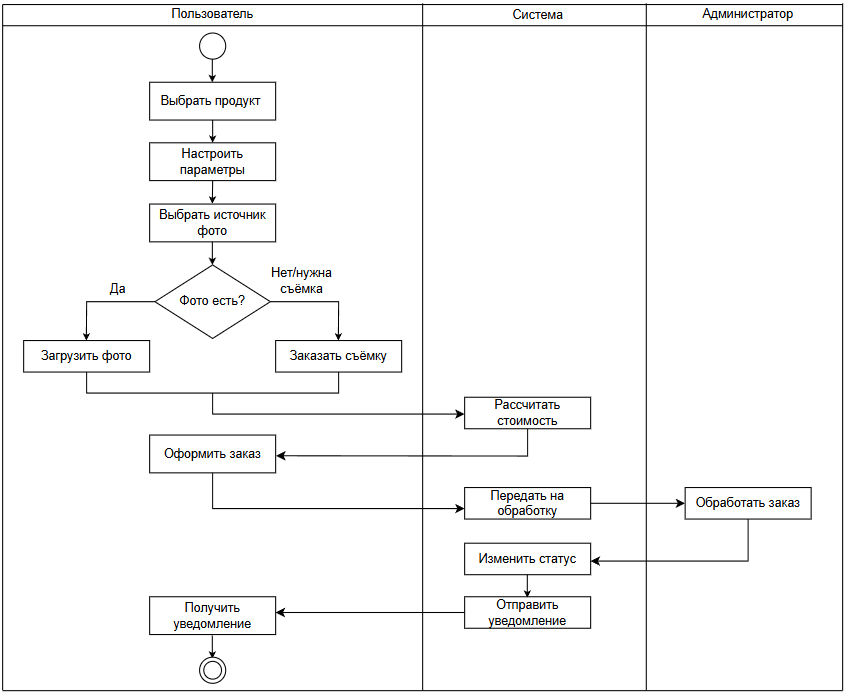 Пользователь
Система
Администратор
Выбрать продукт
Настроить
параметры
Выбрать источник
фото
Фото есть?
Да
Нет/нужна
съёмка
Загрузить фото
Заказать съёмку
Рассчитать
стоимость
Оформить заказ
Передать на
обработку
Обработать заказ
Изменить статус
Отправить
уведомление
Получить
уведомление